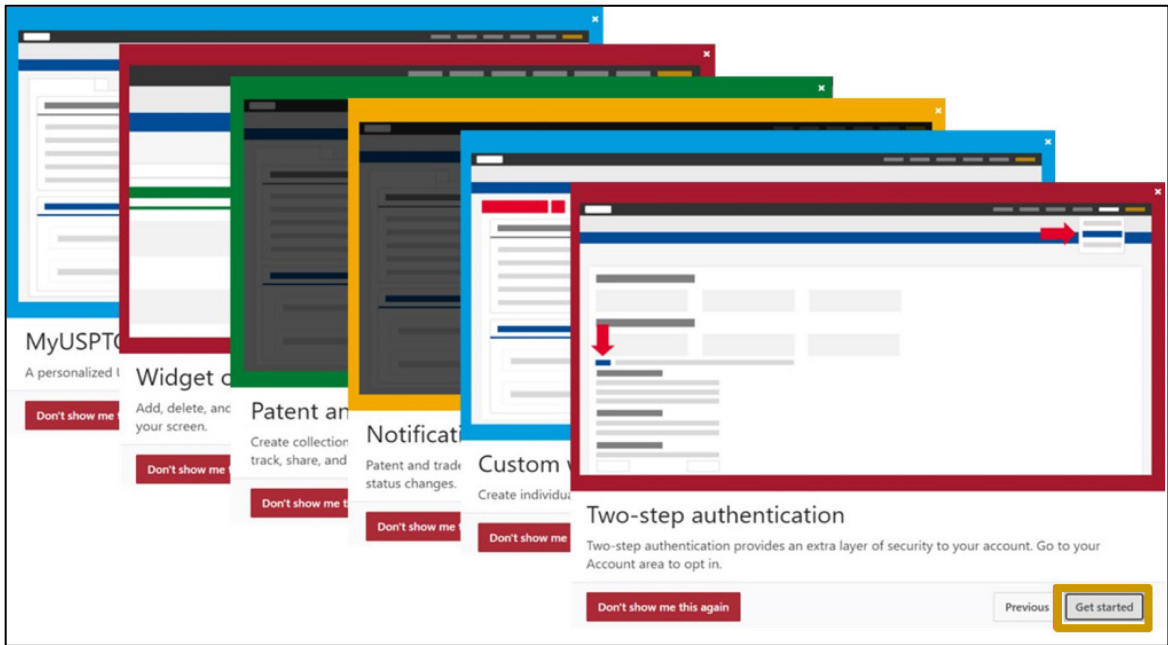 MyUSPTO
A personalized
Don't show me
Widget
Add, delete, and
your screen.
Don't show me
Patent an
Create collection
track, share, and
Don't show me
Notificati
Patent and trade
status changes.
Don't show me
Custom
Create individua
Don't show me
Two-step authentication
Two-step authentication provides an extra layer of security to your account. Go to your
Account area to opt in.
Don't show me this again
Previous
Get started